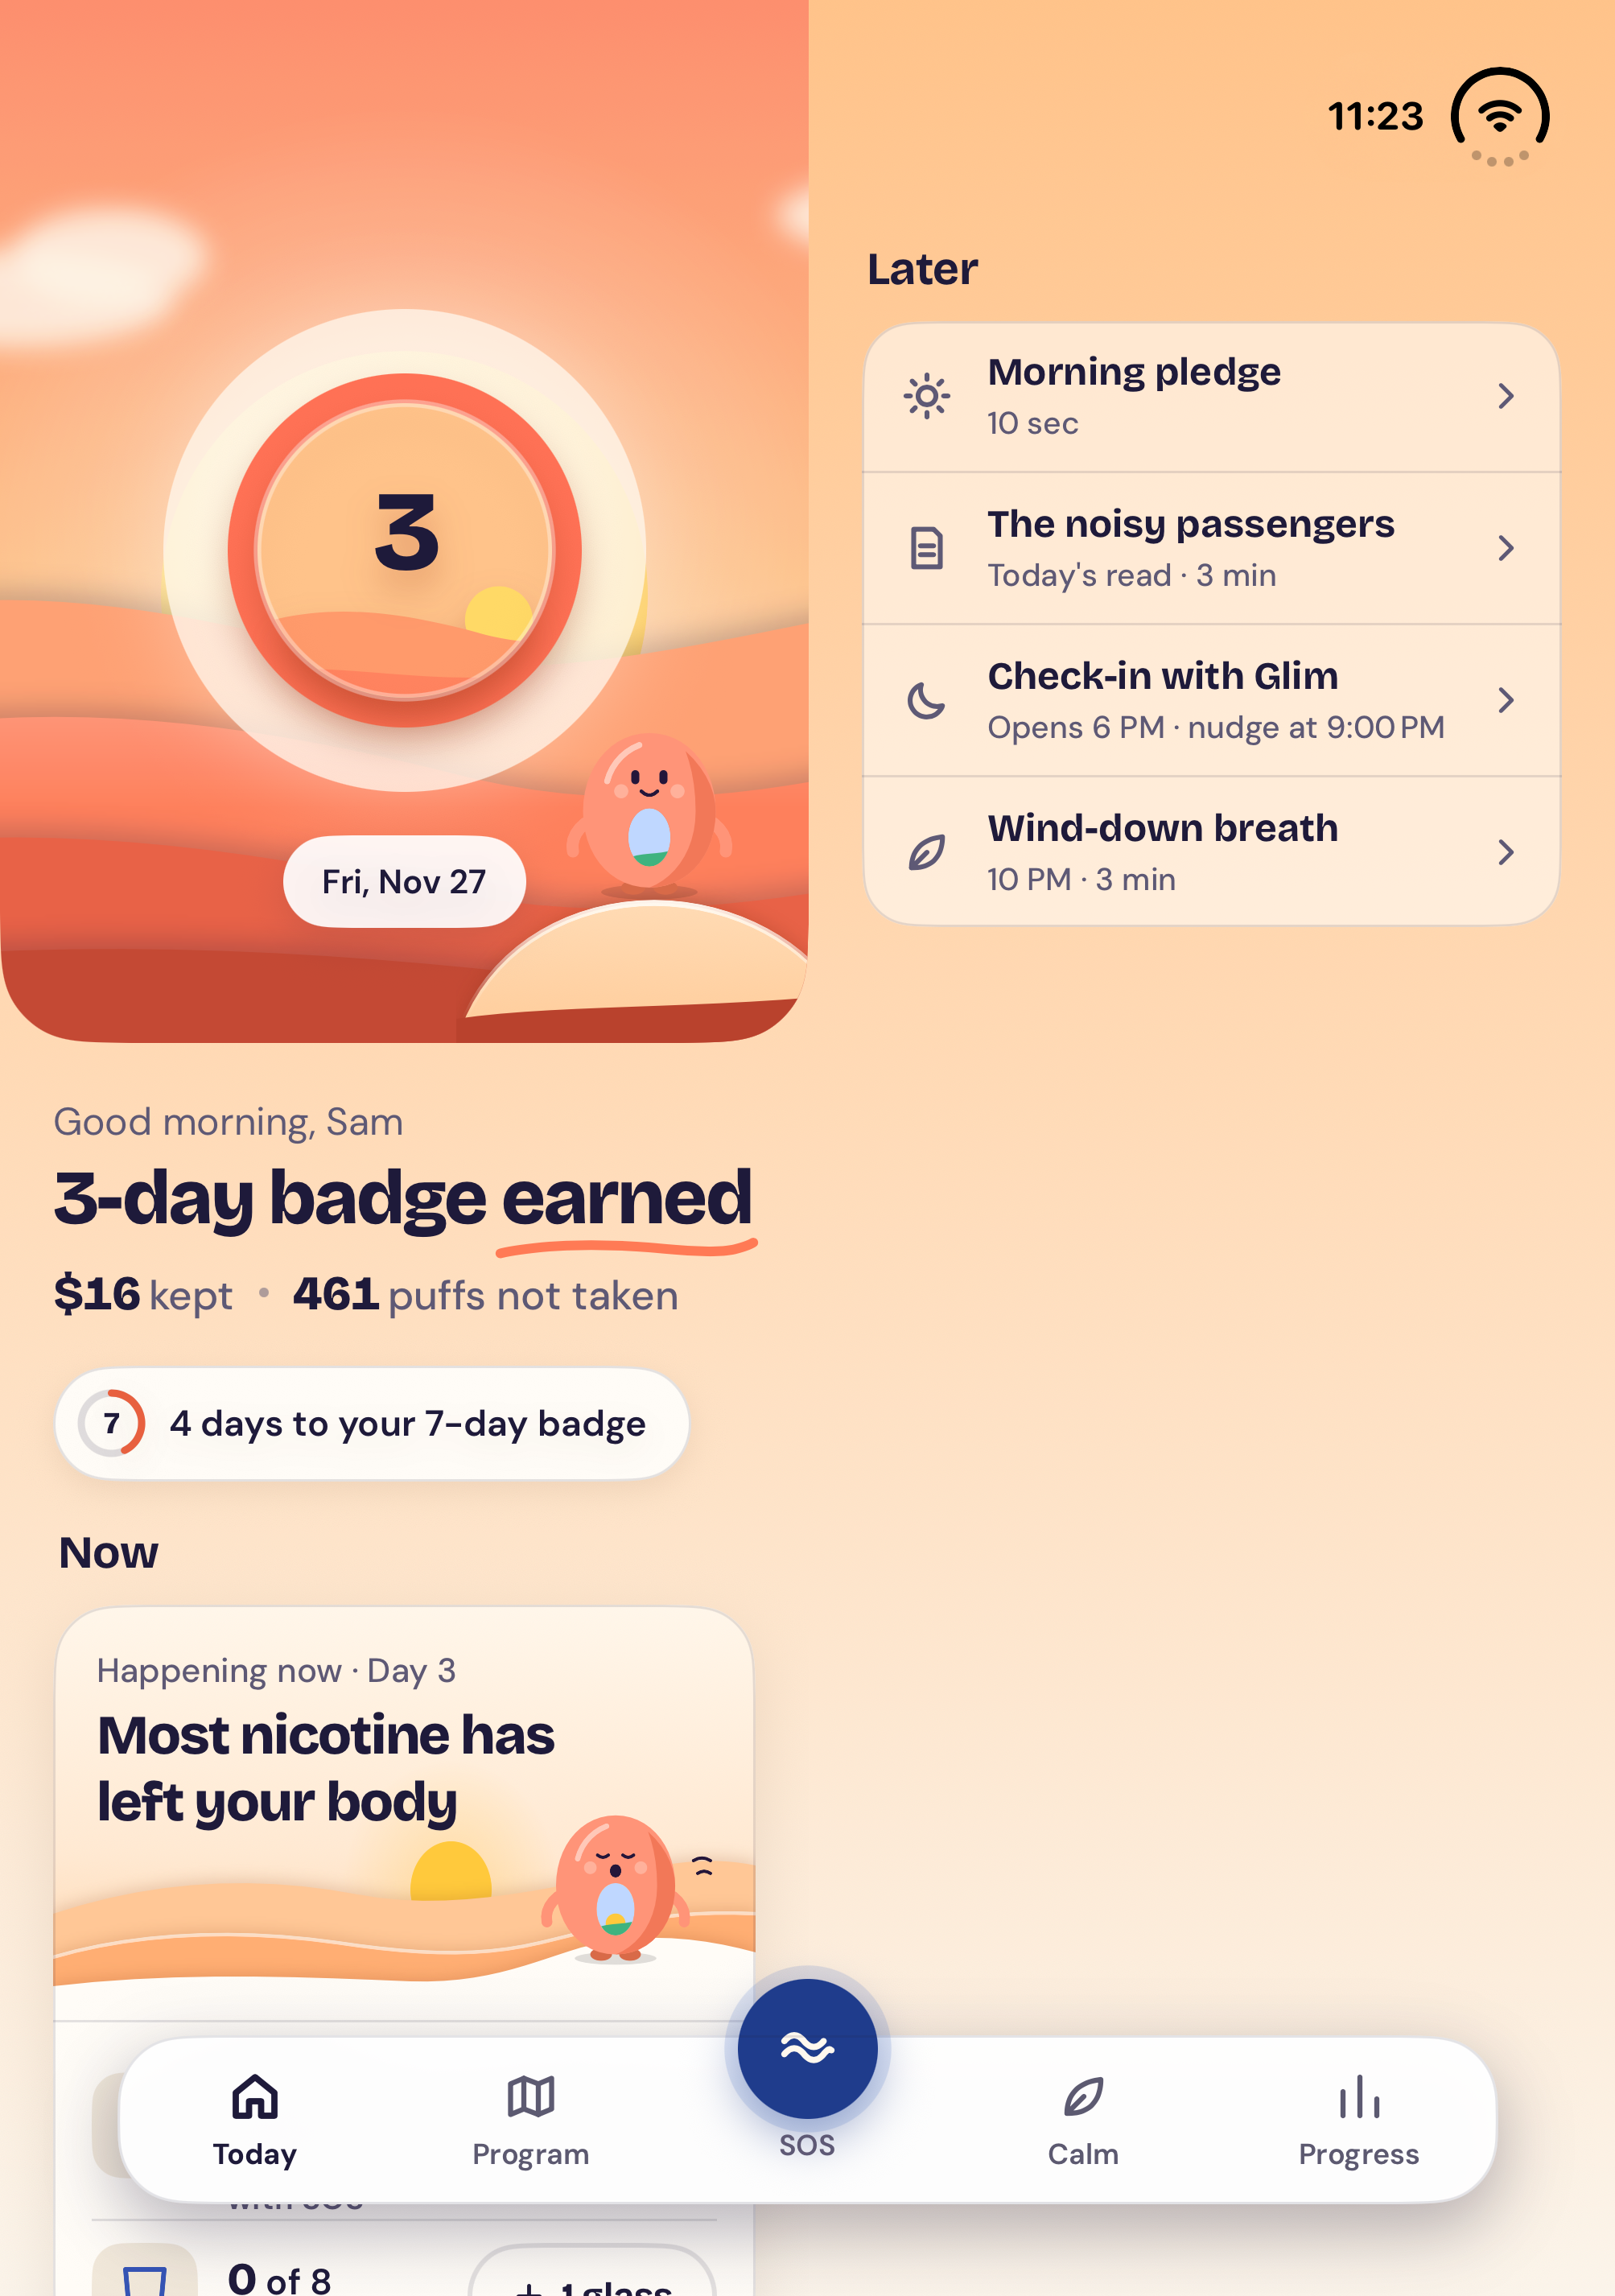 11:23
3
Fri, Nov 27
Good morning, Sam
3-day badge earned
$16 kept • 461 puffs not taken
7
4 days to your 7-day badge
Now
Happening now · Day 3
Most nicotine has
left your body
0 of 8
+ 1 glass
Later
Morning pledge
10 sec
The noisy passengers
Today's read · 3 min
Check-in with Glim
Opens 6 PM · nudge at 9:00 PM
Wind-down breath
10 PM · 3 min
Today
Program
SOS
Calm
Progress